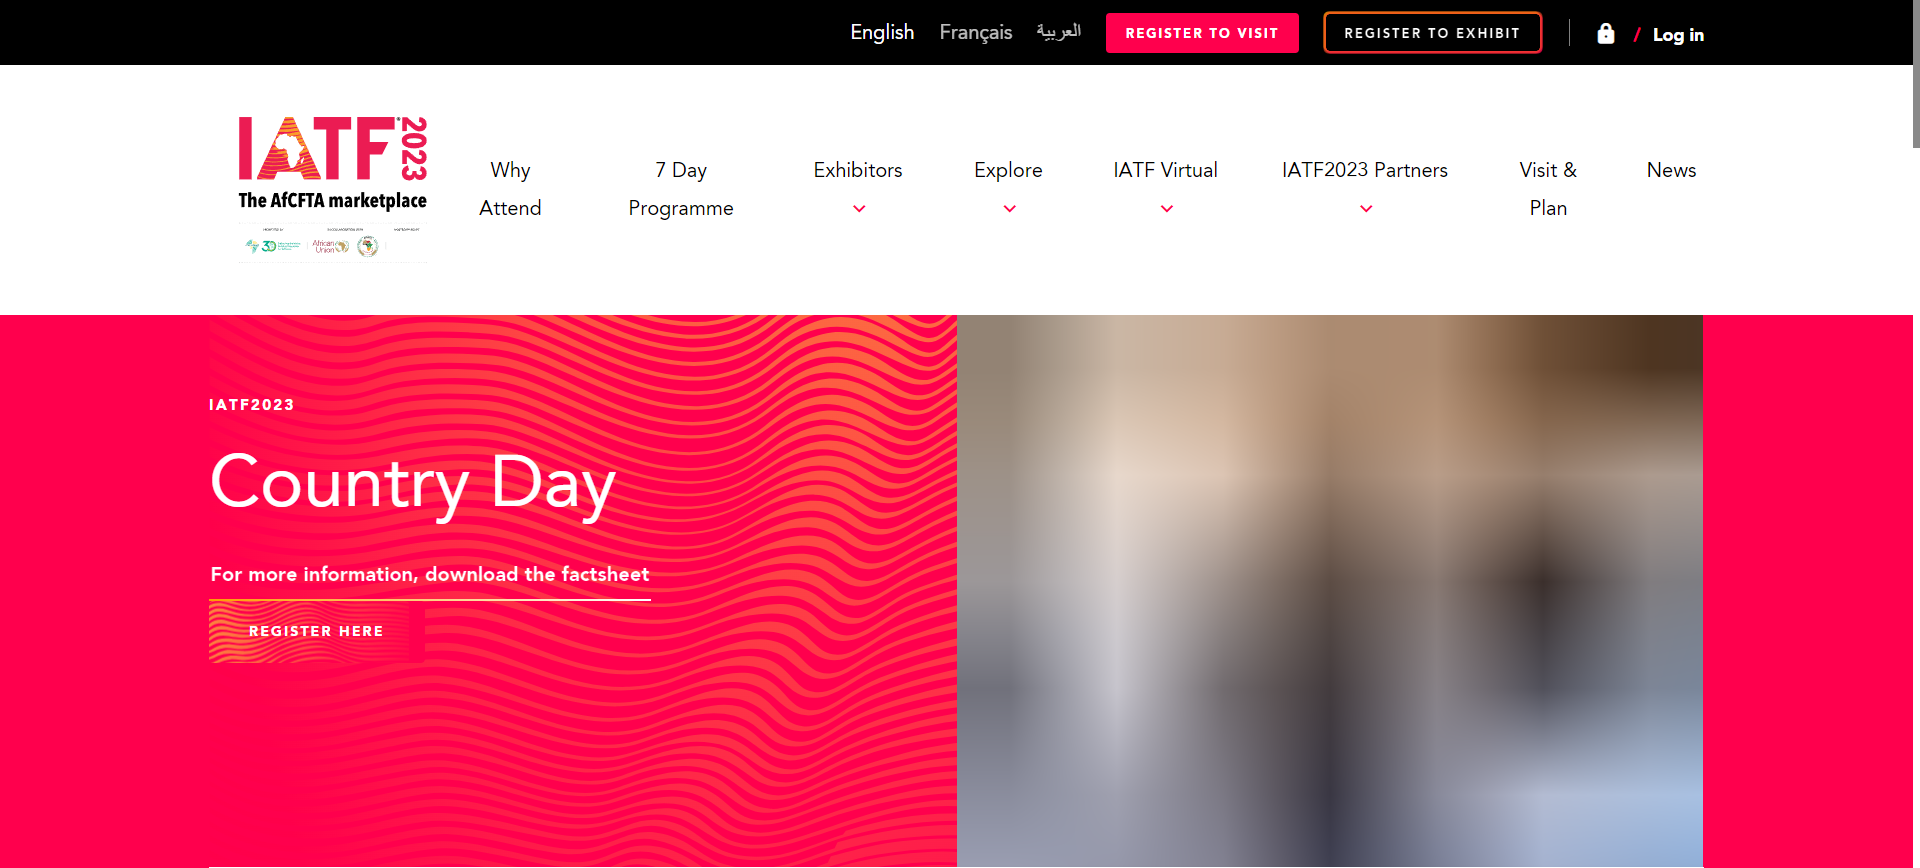 English Français العربية REGISTER TO VISIT REGISTER TO EXHIBIT / Log in
IATF 2023
The AfCFTA marketplace
African Union
Why Attend
7 Day Programme
Exhibitors
Explore
IATF Virtual
IATF2023 Partners
Visit & Plan
News
IATF2023
Country Day
For more information, download the factsheet
REGISTER HERE